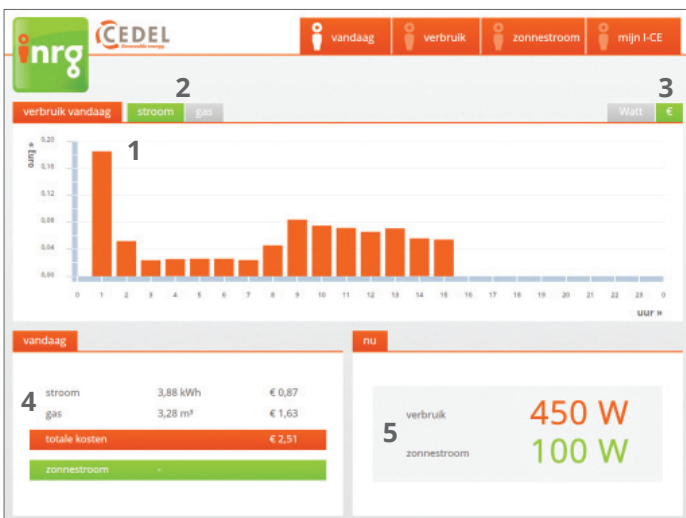 inrg
CEDEL
Renewable energy
vandaag
verbruik
zonnestroom
mijn I-CE
2
3
verbruik vandaag
stroom
gas
Watt
€
1
» Euro
0,20
0,16
0,12
0,08
0,04
0,00
0 1 2 3 4 5 6 7 8 9 10 11 12 13 14 15 16 17 18 19 20 21 22 23 0
uur »
vandaag
4
stroom 3,88 kWh € 0,87
gas 3,28 m³ € 1,63
totale kosten € 2,51
zonnestroom -
nu
5
verbruik 450 W
zonnestroom 100 W